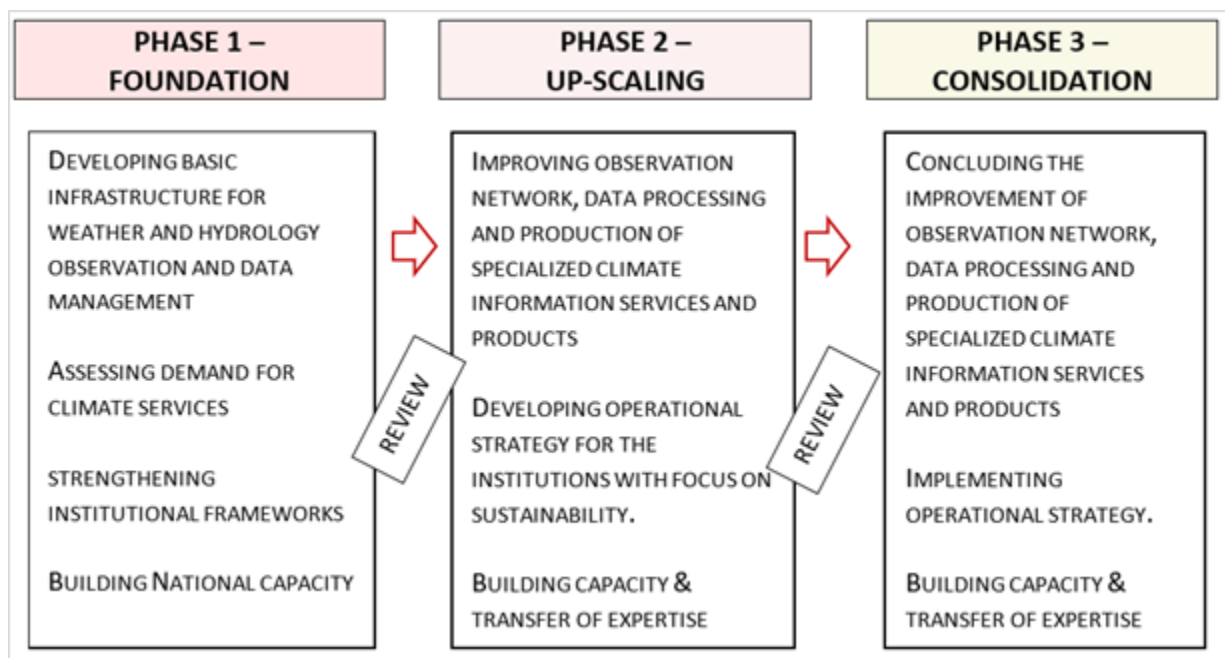 PHASE 1 –
FOUNDATION
DEVELOPING BASIC
INFRASTRUCTURE FOR
WEATHER AND HYDROLOGY
OBSERVATION AND DATA
MANAGEMENT
ASSESSING DEMAND FOR
CLIMATE SERVICES
STRENGTHENING
INSTITUTIONAL FRAMEWORKS
BUILDING NATIONAL CAPACITY
REVIEW
PHASE 2 –
UP-SCALING
IMPROVING OBSERVATION
NETWORK, DATA PROCESSING
AND PRODUCTION OF
SPECIALIZED CLIMATE
INFORMATION SERVICES AND
PRODUCTS
DEVELOPING OPERATIONAL
STRATEGY FOR THE
INSTITUTIONS WITH FOCUS ON
SUSTAINABILITY.
BUILDING CAPACITY &
TRANSFER OF EXPERTISE
REVIEW
PHASE 3 –
CONSOLIDATION
CONCLUDING THE
IMPROVEMENT OF
OBSERVATION NETWORK,
DATA PROCESSING AND
PRODUCTION OF
SPECIALIZED CLIMATE
INFORMATION SERVICES
AND PRODUCTS
IMPLEMENTING
OPERATIONAL STRATEGY.
BUILDING CAPACITY &
TRANSFER OF EXPERTISE